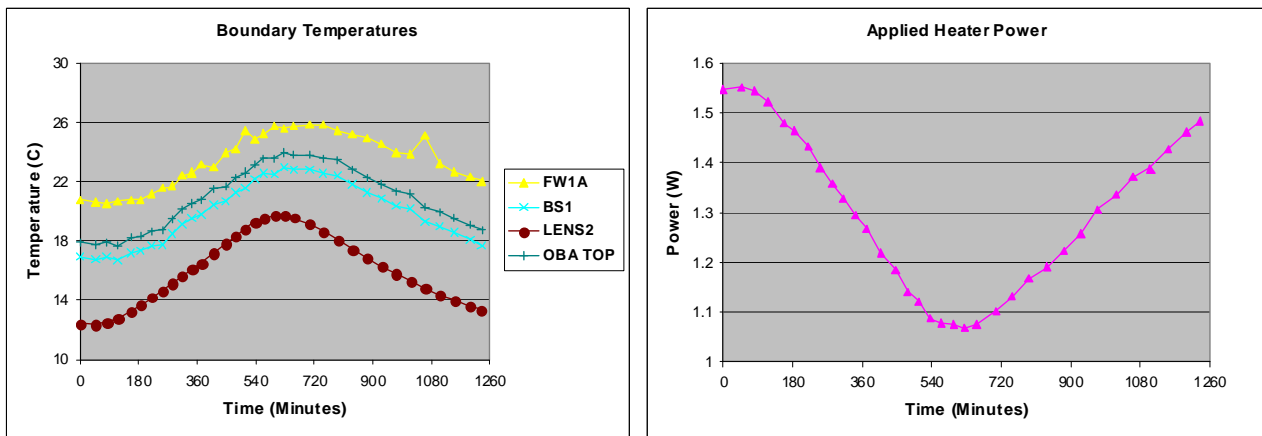 Boundary Temperatures
30
26
22
18
14
10
Temperature (C)
0 180 360 540 720 900 1080 1260
Time (Minutes)
FW1A
BS1
LENS2
OBA TOP
Applied Heater Power
1.6
1.5
1.4
1.3
1.2
1.1
1
Power (W)
0 180 360 540 720 900 1080 1260
Time (Minutes)